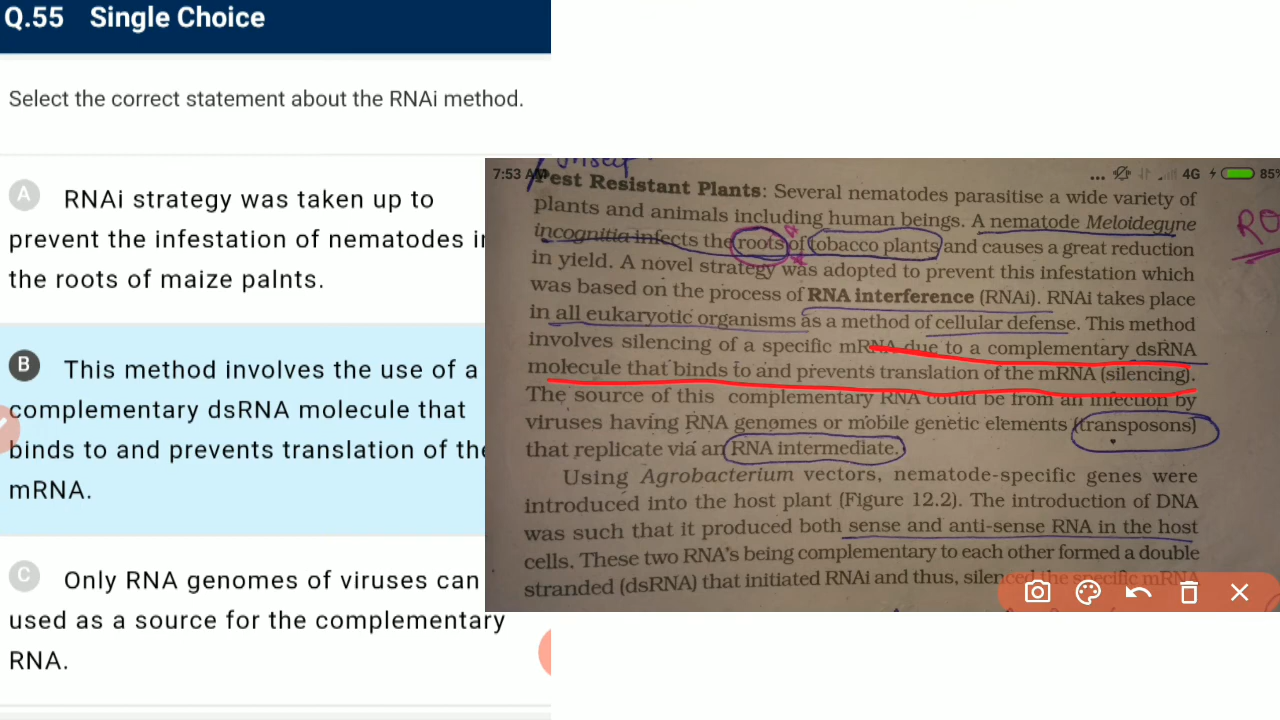 Q.55 Single Choice
Select the correct statement about the RNAi method.
A RNAi strategy was taken up to
prevent the infestation of nematodes in
the roots of maize palnts.
B This method involves the use of a
complementary dsRNA molecule that
binds to and prevents translation of the
mRNA.
C Only RNA genomes of viruses can
used as a source for the complementary
RNA.
7:53 AM
... 4G 85%
Pest Resistant Plants: Several nematodes parasitise a wide variety of
plants and animals including human beings. A nematode Meloidegyne
incognitia infects the roots of tobacco plants and causes a great reduction
in yield. A novel strategy was adopted to prevent this infestation which
was based on the process of RNA interference (RNAi). RNAi takes place
in all eukaryotic organisms as a method of cellular defense. This method
involves silencing of a specific mRNA due to a complementary dsRNA
molecule that binds to and prevents translation of the mRNA (silencing).
The source of this complementary RNA could be from an infection by
viruses having RNA genomes or mobile genetic elements (transposons)
that replicate via an RNA intermediate.
Using Agrobacterium vectors, nematode-specific genes were
introduced into the host plant (Figure 12.2). The introduction of DNA
was such that it produced both sense and anti-sense RNA in the host
cells. These two RNA's being complementary to each other formed a double
stranded (dsRNA) that initiated RNAi and thus, silenced the specific mRNA